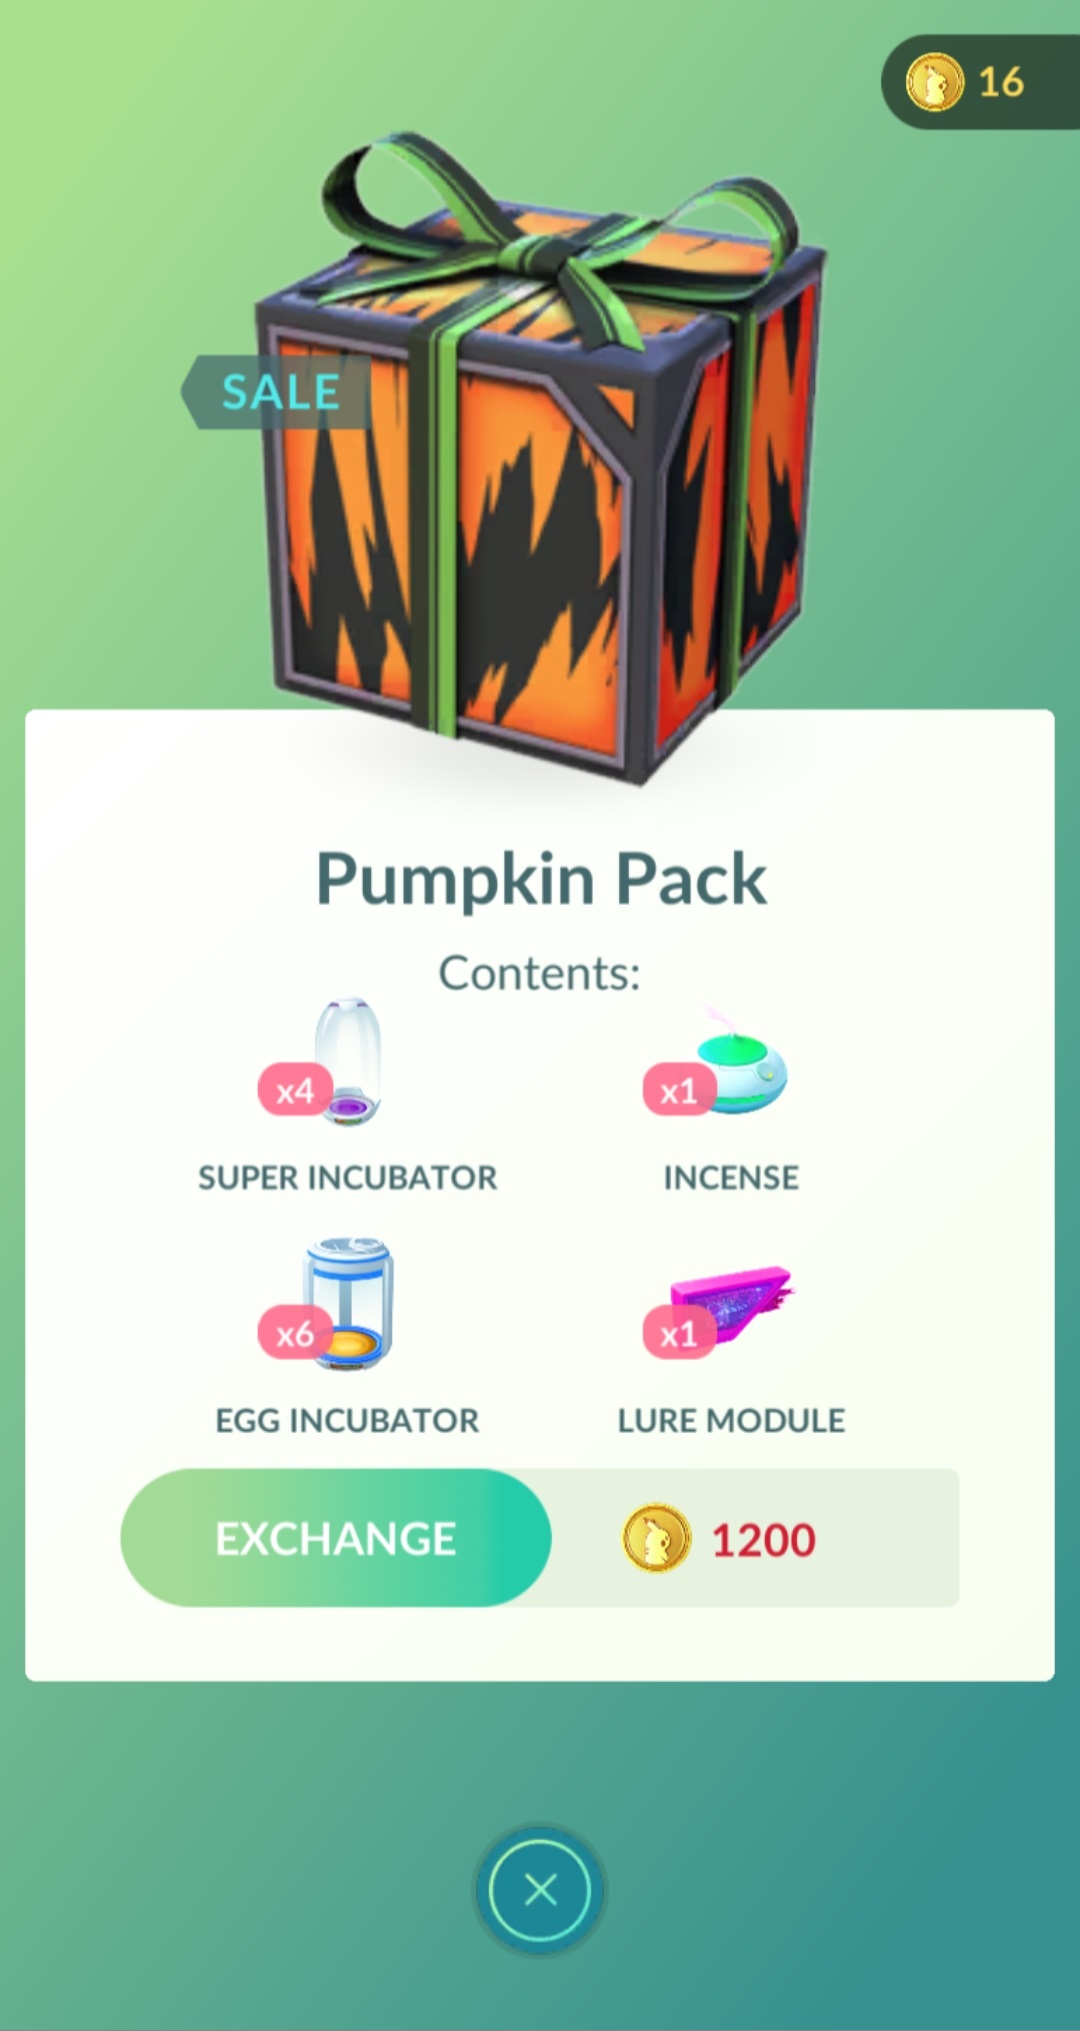 16
SALE
Pumpkin Pack
Contents:
x4
x1
SUPER INCUBATOR
INCENSE
x6
x1
EGG INCUBATOR
LURE MODULE
EXCHANGE
1200